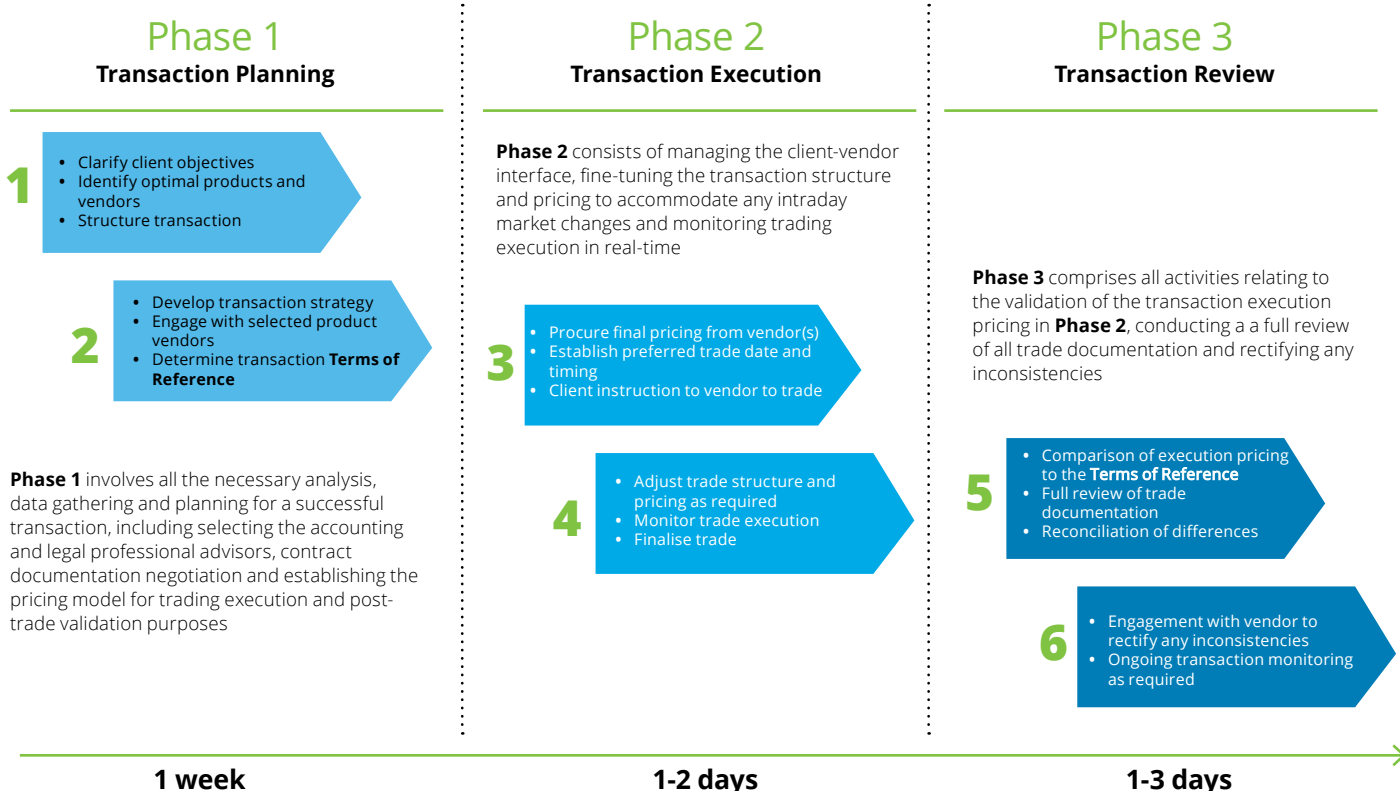 Phase 1
Transaction Planning
1
• Clarify client objectives
• Identify optimal products and
vendors
• Structure transaction
2
• Develop transaction strategy
• Engage with selected product
vendors
• Determine transaction Terms of
Reference
Phase 1 involves all the necessary analysis,
data gathering and planning for a successful
transaction, including selecting the accounting
and legal professional advisors, contract
documentation negotiation and establishing the
pricing model for trading execution and post-
trade validation purposes
1 week
Phase 2
Transaction Execution
Phase 2 consists of managing the client-vendor
interface, fine-tuning the transaction structure
and pricing to accommodate any intraday
market changes and monitoring trading
execution in real-time
3
• Procure final pricing from vendor(s)
• Establish preferred trade date and
timing
• Client instruction to vendor to trade
4
• Adjust trade structure and
pricing as required
• Monitor trade execution
• Finalise trade
1-2 days
Phase 3
Transaction Review
Phase 3 comprises all activities relating to
the validation of the transaction execution
pricing in Phase 2, conducting a a full review
of all trade documentation and rectifying any
inconsistencies
5
• Comparison of execution pricing
to the Terms of Reference
• Full review of trade
documentation
• Reconciliation of differences
6
• Engagement with vendor to
rectify any inconsistencies
• Ongoing transaction monitoring
as required
1-3 days